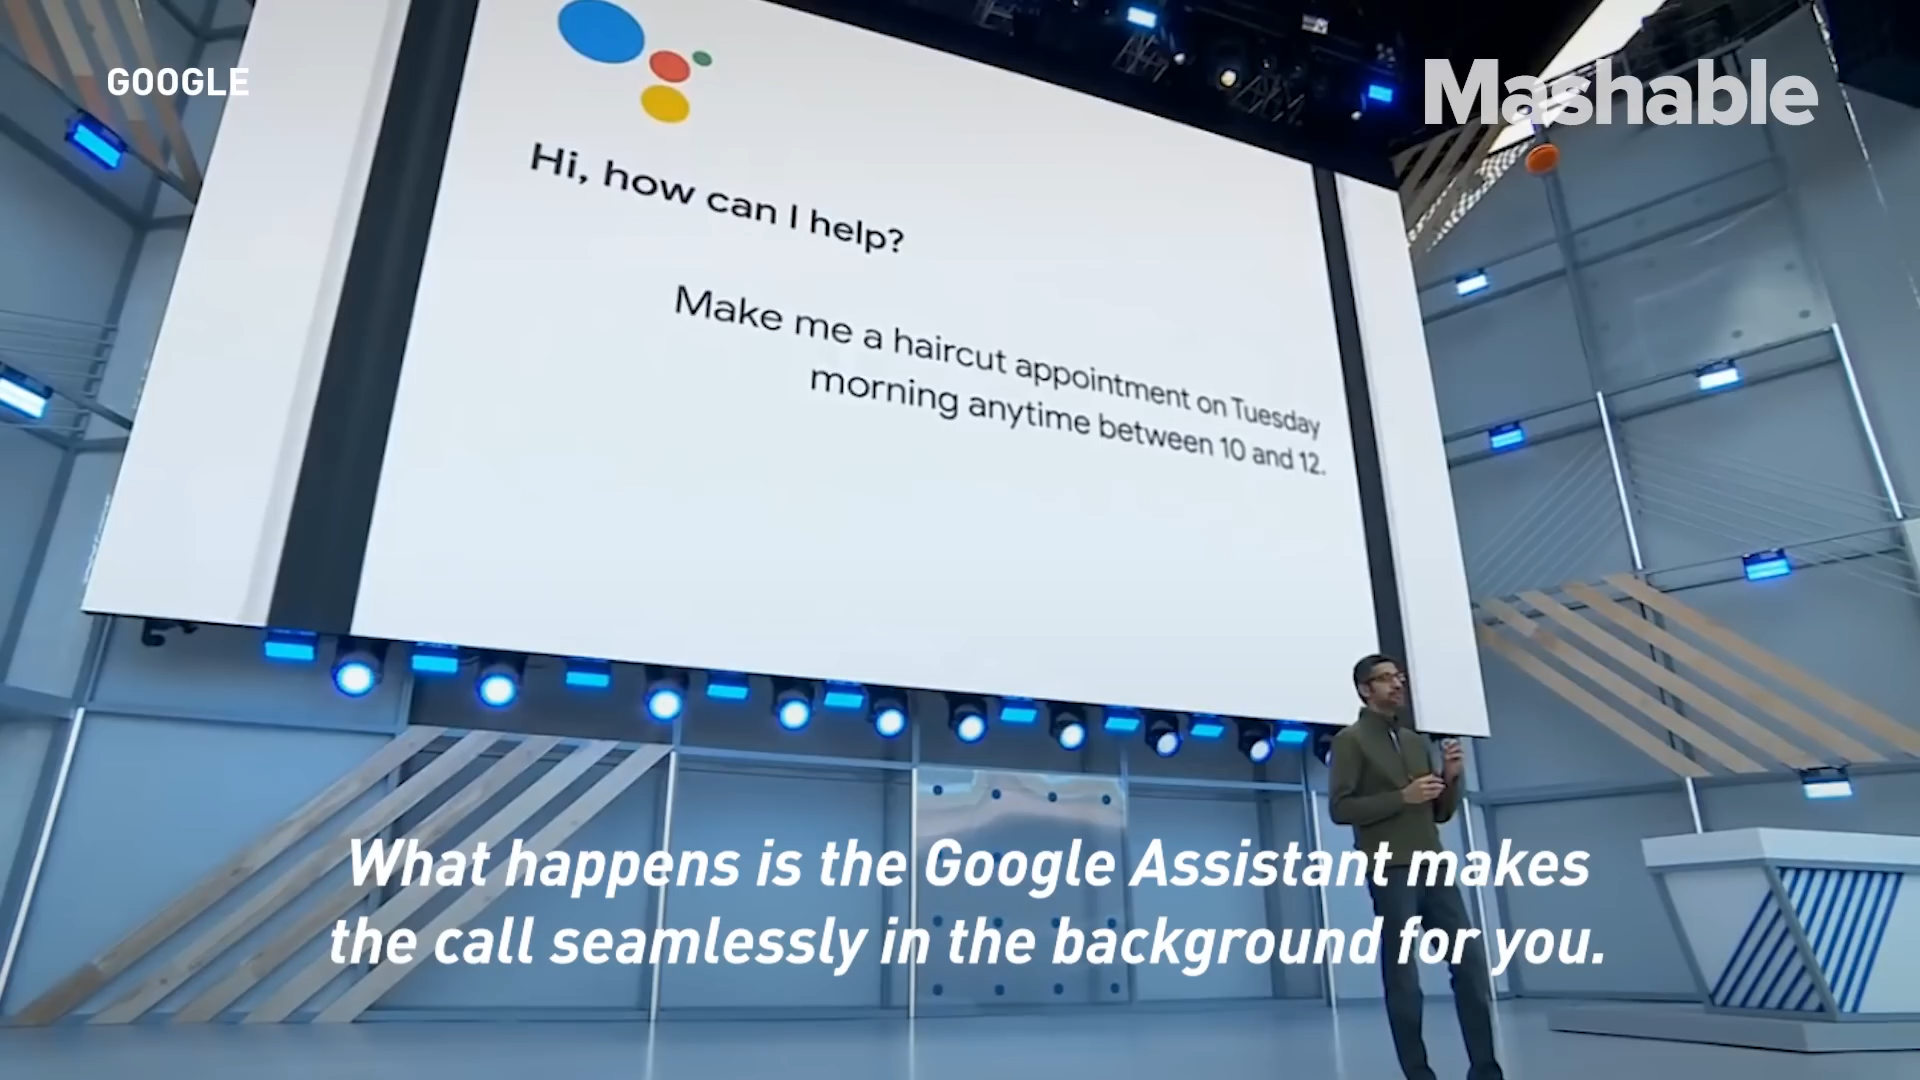 GOOGLE
Mashable
Hi, how can I help?
Make me a haircut appointment on Tuesday
morning anytime between 10 and 12.
What happens is the Google Assistant makes
the call seamlessly in the background for you.